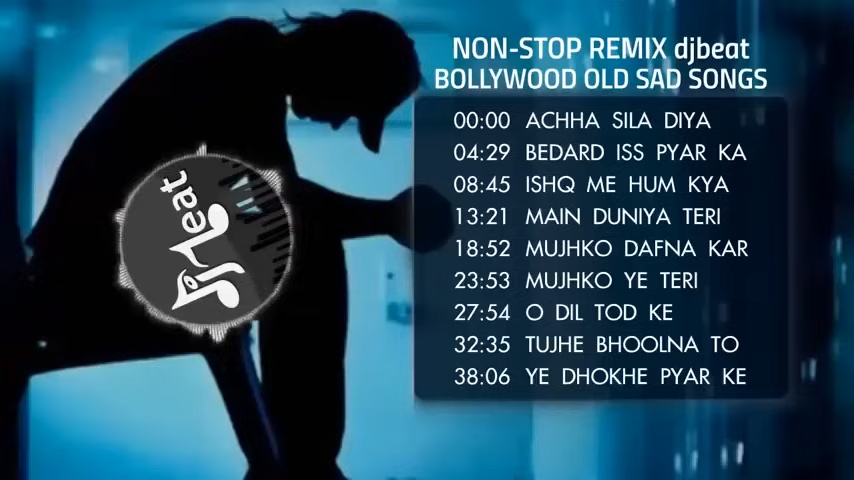 NON-STOP REMIX djbeat
BOLLYWOOD OLD SAD SONGS
00:00 ACHHA SILA DIYA
04:29 BEDARD ISS PYAR KA
08:45 ISHQ ME HUM KYA
13:21 MAIN DUNIYA TERI
18:52 MUJHKO DAFNA KAR
23:53 MUJHKO YE TERI
27:54 O DIL TOD KE
32:35 TUJHE BHOOLNA TO
38:06 YE DHOKHE PYAR KE
djbeat